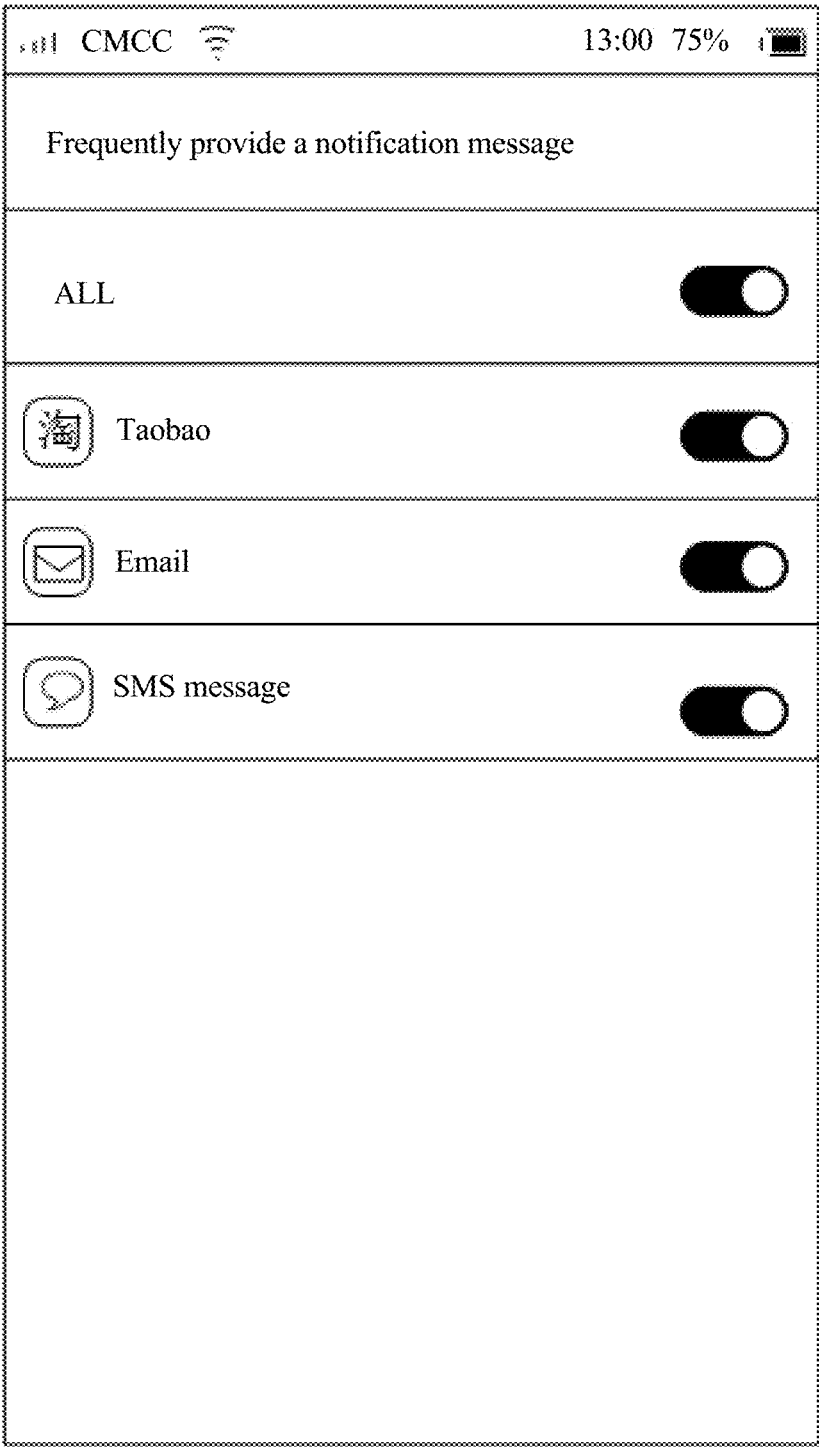 CMCC 13:00 75%
Frequently provide a notification message
ALL
淘 Taobao
Email
SMS message